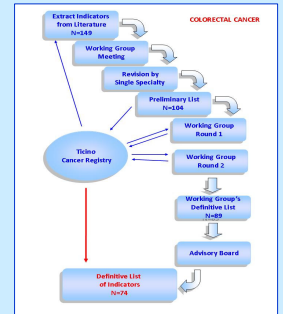 COLORECTAL CANCER
Extract Indicators
from Literature
N=149
Working Group
Meeting
Revision by
Single Specialty
Preliminary List
N=104
Working Group
Round 1
Ticino
Cancer Registry
Working Group
Round 2
Working Group's
Definitive List
N=89
Advisory Board
Definitive List
of Indicators
N=74